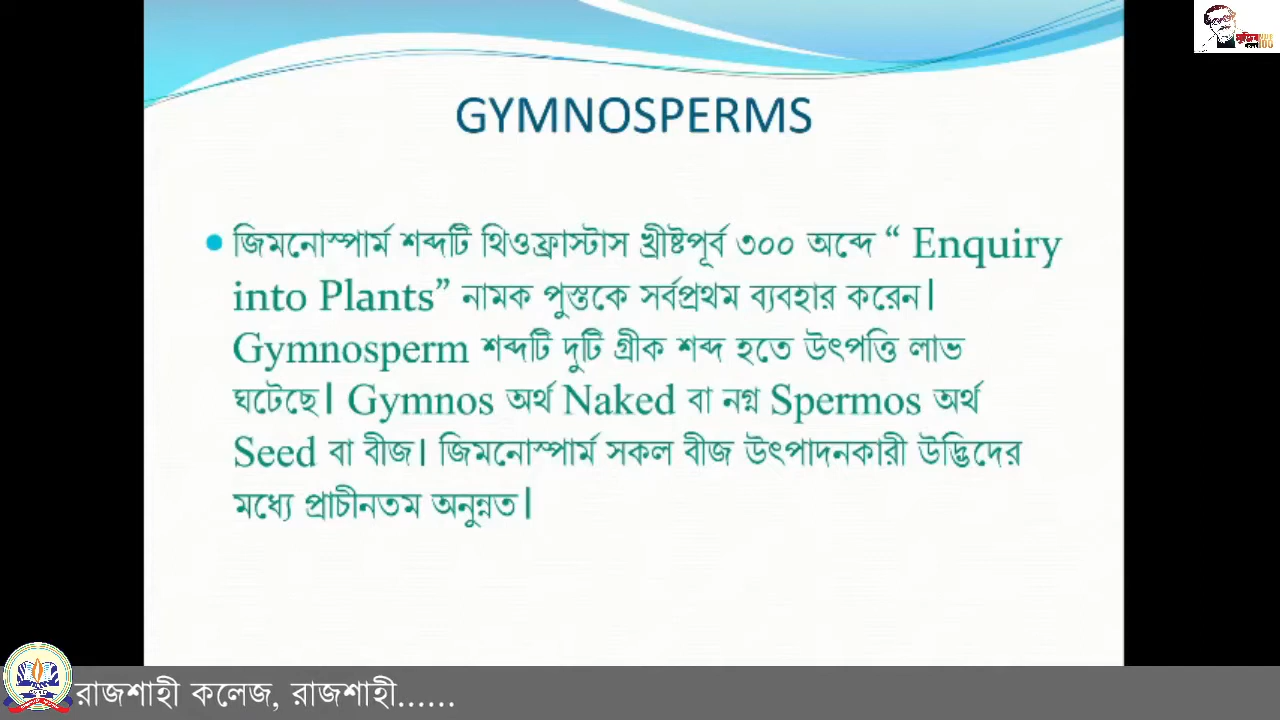 GYMNOSPERMS
জিমনোস্পার্ম শব্দটি থিওফ্রাস্টাস খ্রীষ্টপূর্ব ৩০০ অব্দে “ Enquiry
into Plants” নামক পুস্তকে সর্বপ্রথম ব্যবহার করেন।
Gymnosperm শব্দটি দুটি গ্রীক শব্দ হতে উৎপত্তি লাভ
ঘটেছে। Gymnos অর্থ Naked বা নগ্ন Spermos অর্থ
Seed বা বীজ। জিমনোস্পার্ম সকল বীজ উৎপাদনকারী উদ্ভিদের
মধ্যে প্রাচীনতম অনুন্নত।
রাজশাহী কলেজ, রাজশাহী......